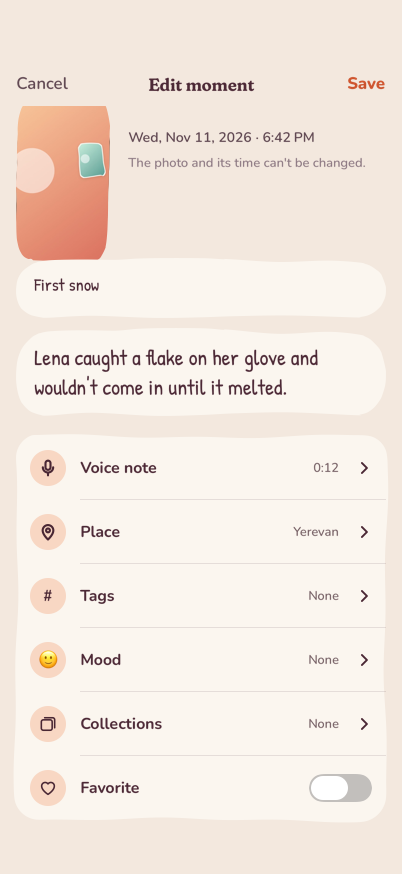 Cancel
Edit moment
Save
Wed, Nov 11, 2026 · 6:42 PM
The photo and its time can't be changed.
First snow
Lena caught a flake on her glove and
wouldn't come in until it melted.
Voice note 0:12
Place Yerevan
# Tags None
Mood None
Collections None
Favorite